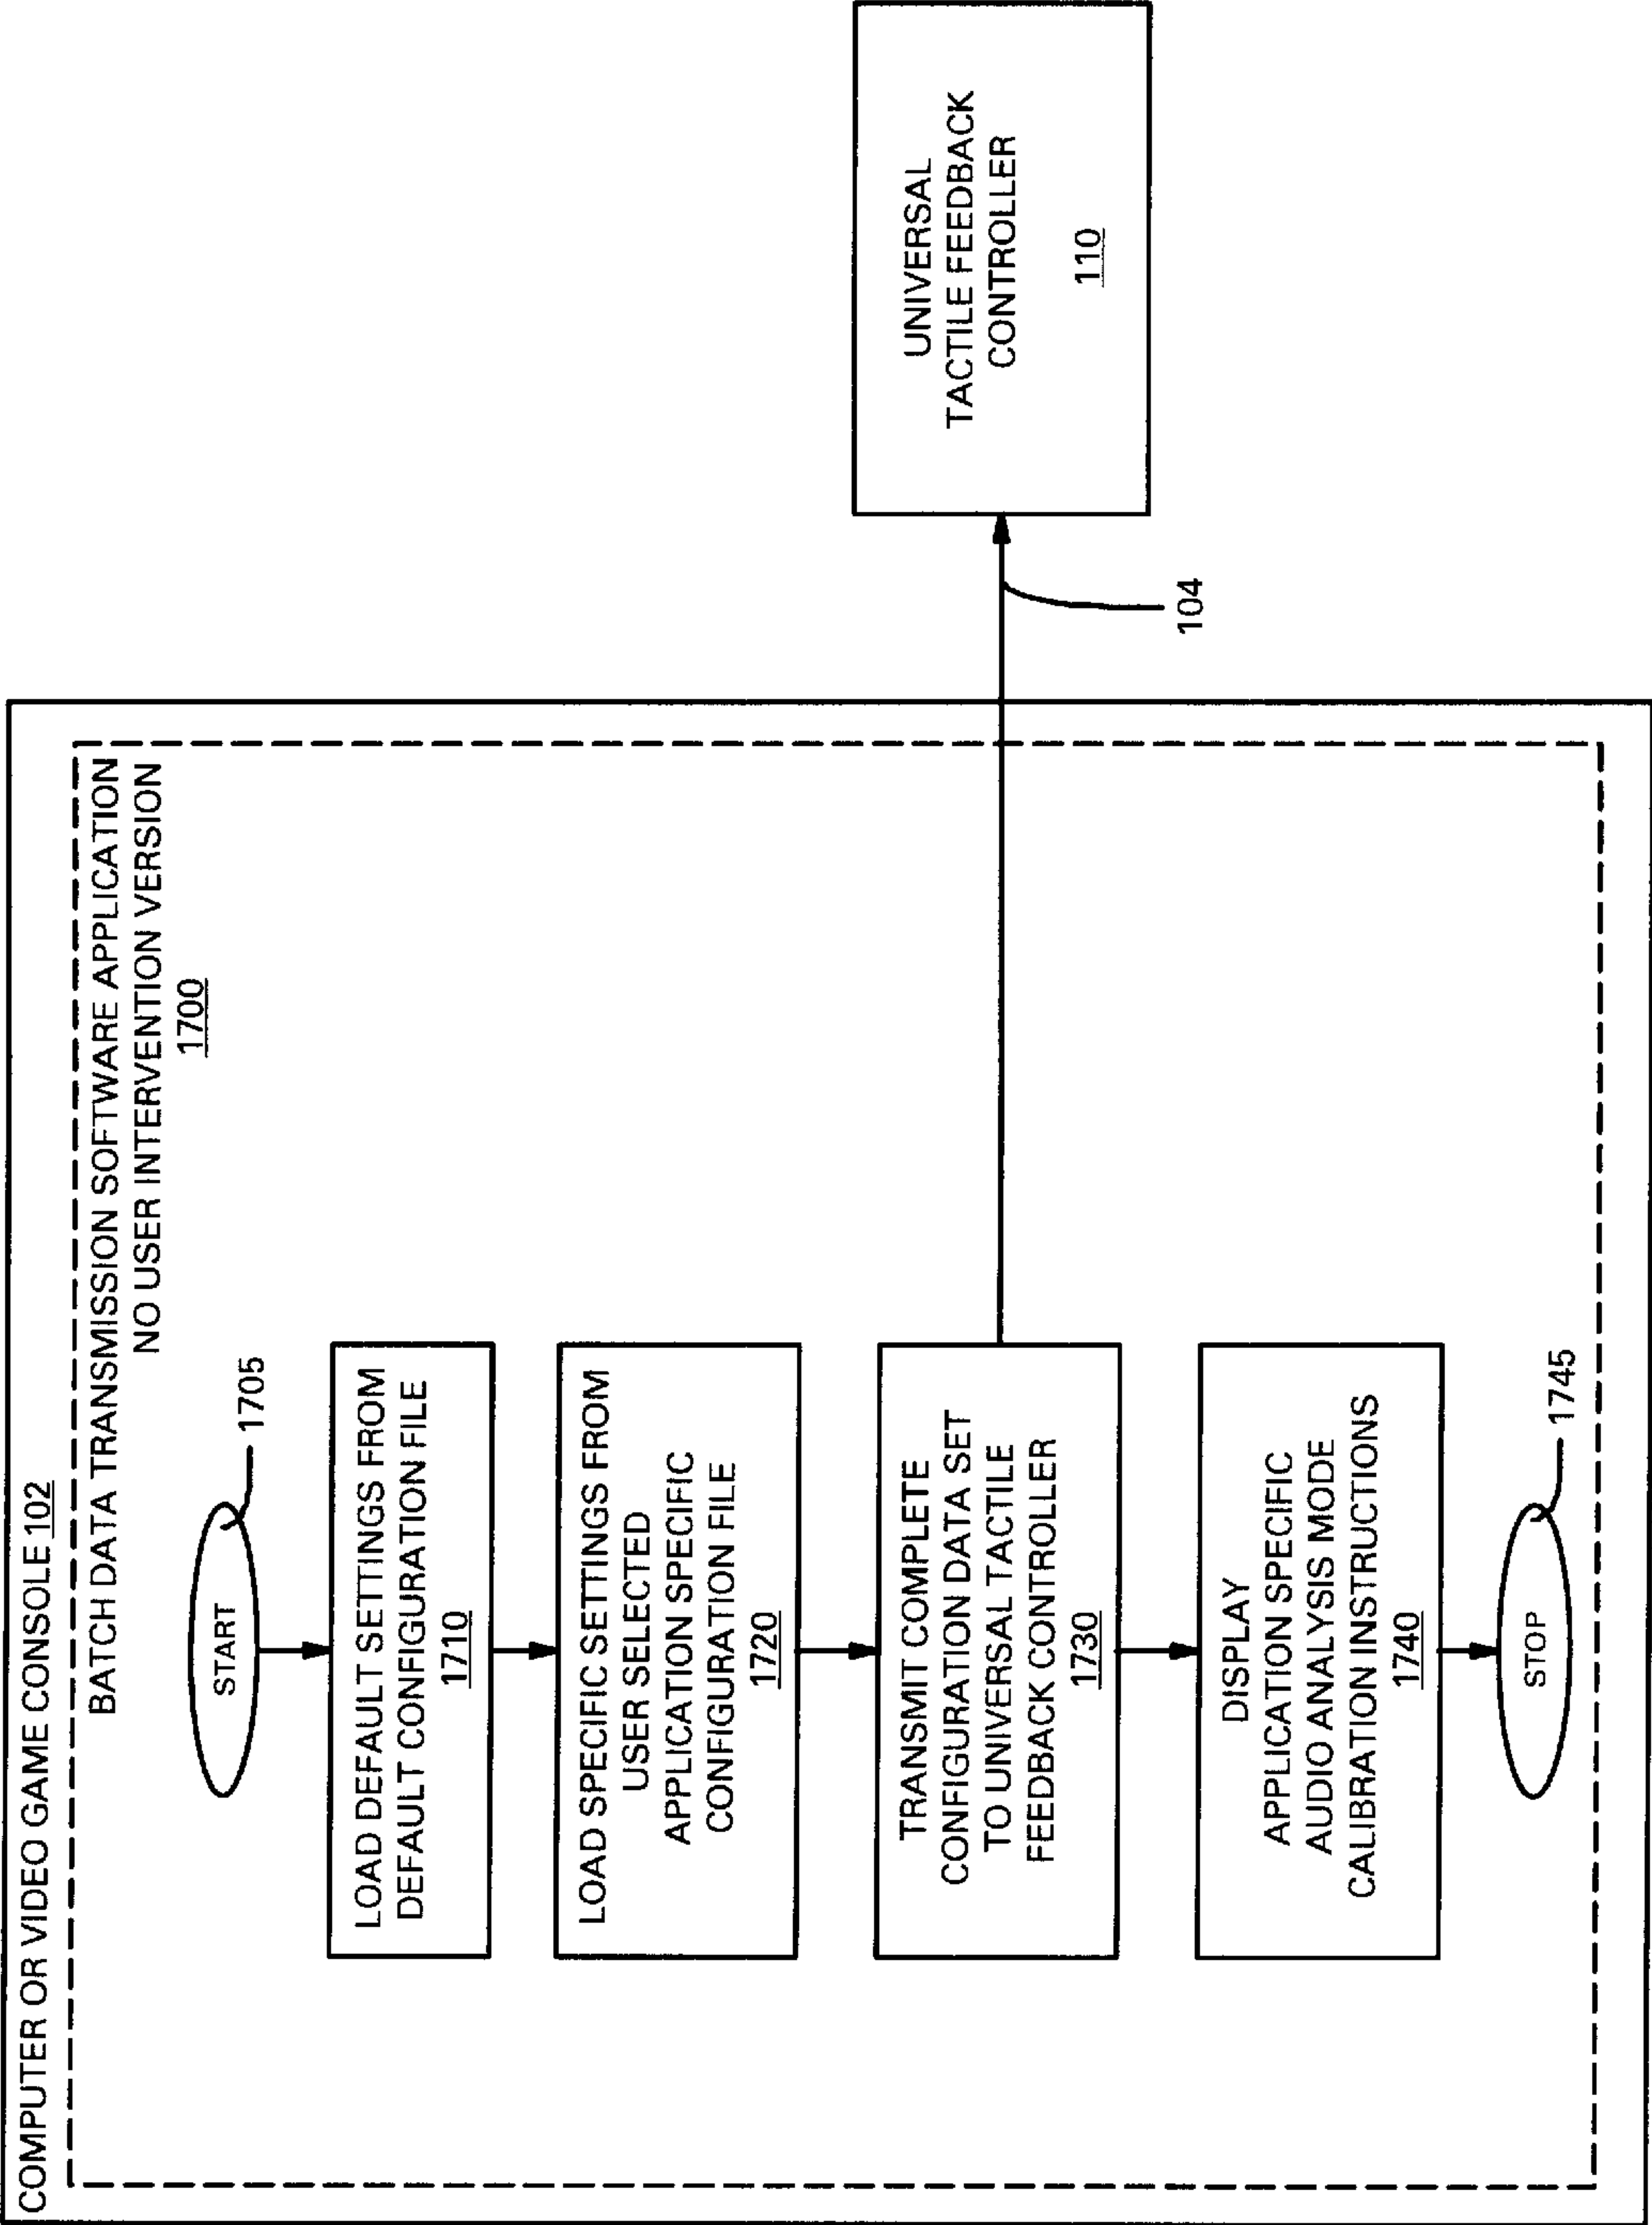 COMPUTER OR VIDEO GAME CONSOLE 102
BATCH DATA TRANSMISSION SOFTWARE APPLICATION
NO USER INTERVENTION VERSION
1700
START
1705
LOAD DEFAULT SETTINGS FROM
DEFAULT CONFIGURATION FILE
1710
LOAD SPECIFIC SETTINGS FROM
USER SELECTED
APPLICATION SPECIFIC
CONFIGURATION FILE
1720
TRANSMIT COMPLETE
CONFIGURATION DATA SET
TO UNIVERSAL TACTILE
FEEDBACK CONTROLLER
1730
DISPLAY
APPLICATION SPECIFIC
AUDIO ANALYSIS MODE
CALIBRATION INSTRUCTIONS
1740
STOP
1745
104
UNIVERSAL
TACTILE FEEDBACK
CONTROLLER
110